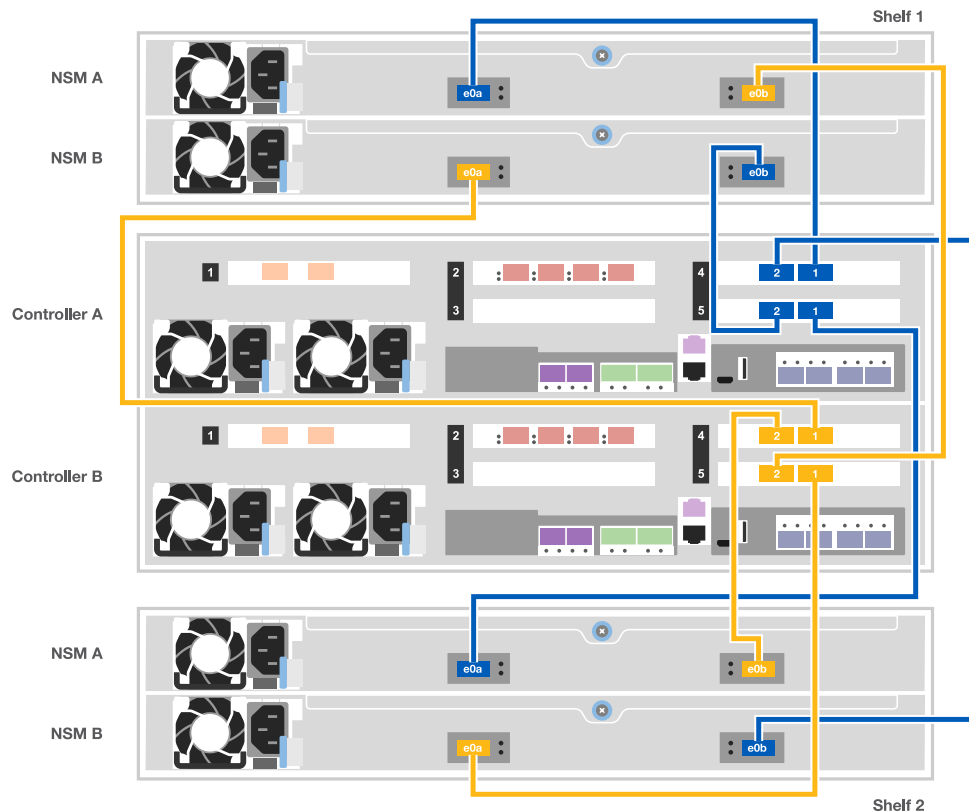 Shelf 1
NSM A
e0a
e0b
NSM B
e0a
e0b
1
2
4
2
1
Controller A
3
5
2
1
1
2
4
2
1
Controller B
3
5
2
1
NSM A
e0a
e0b
NSM B
e0a
e0b
Shelf 2